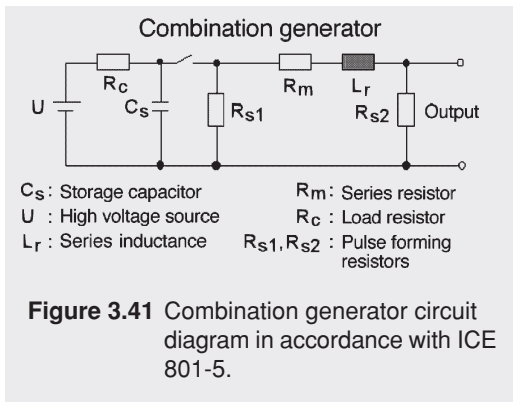 Combination generator
Rc
Rm
Lr
U
Cs
Rs1
Rs2
Output
Cs : Storage capacitor
U : High voltage source
Lr : Series inductance
Rm : Series resistor
Rc : Load resistor
Rs1, Rs2 : Pulse forming
resistors
Figure 3.41 Combination generator circuit
diagram in accordance with ICE
801-5.